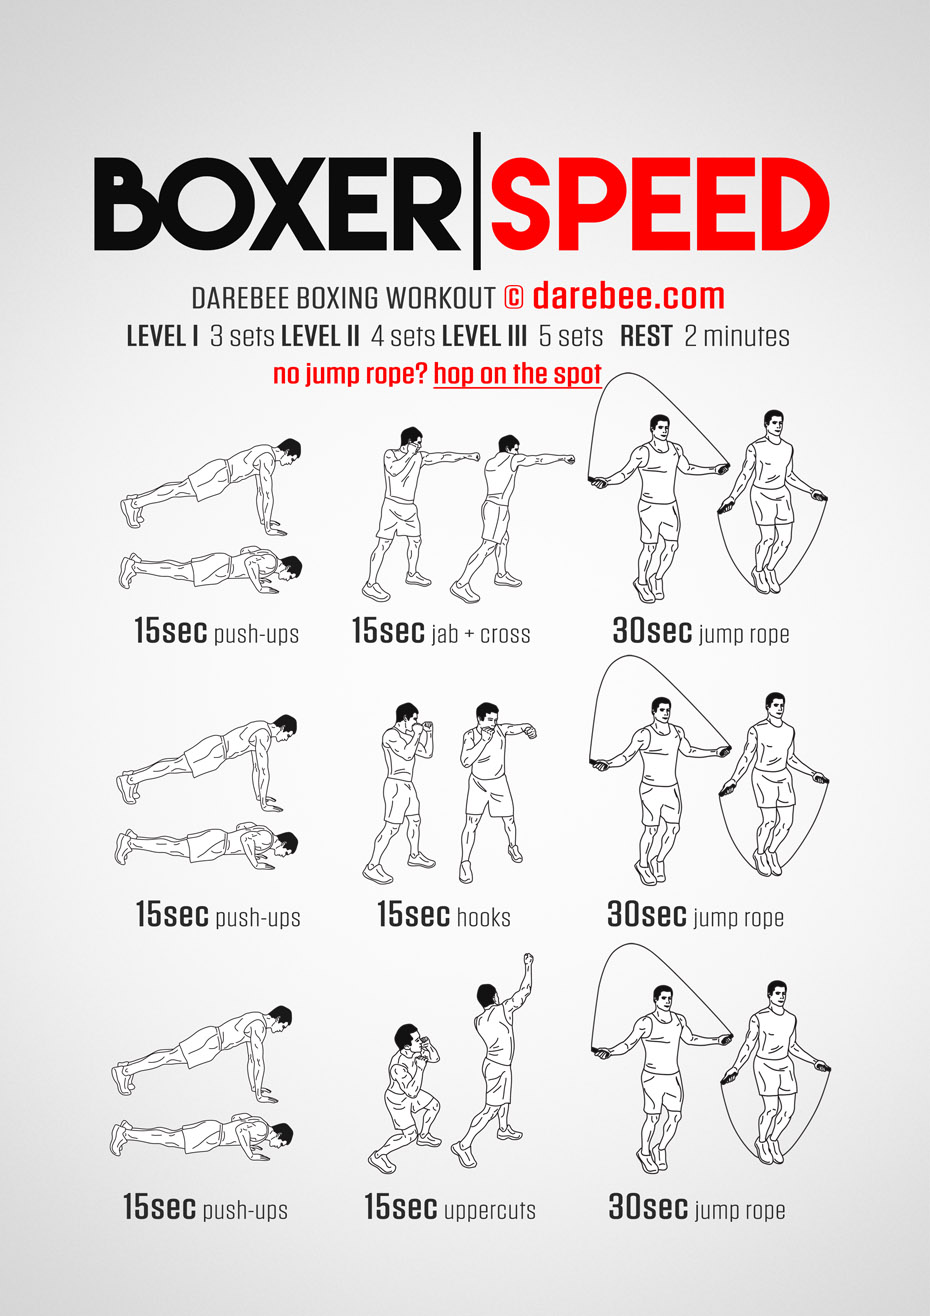 BOXER|SPEED
DAREBEE BOXING WORKOUT © darebee.com
LEVEL I 3 sets LEVEL II 4 sets LEVEL III 5 sets REST 2 minutes
no jump rope? hop on the spot
15sec push-ups 15sec jab + cross 30sec jump rope
15sec push-ups 15sec hooks 30sec jump rope
15sec push-ups 15sec uppercuts 30sec jump rope